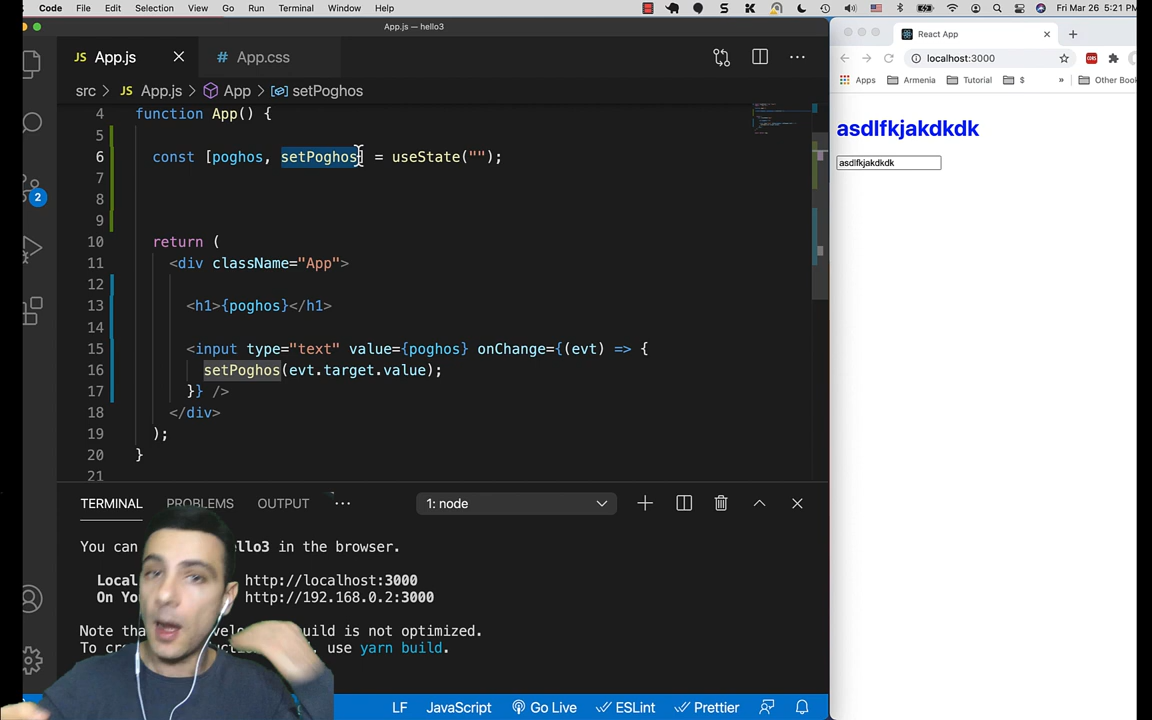 Code File Edit Selection View Go Run Terminal Window Help Fri Mar 26 5:21 PM
App.js — hello3
JS App.js # App.css
src > JS App.js > App > setPoghos
4 function App() {
5
6 const [poghos, setPoghos] = useState("");
7
8
9
10 return (
11 <div className="App">
12
13 <h1>{poghos}</h1>
14
15 <input type="text" value={poghos} onChange={(evt) => {
16 setPoghos(evt.target.value);
17 }} />
18 </div>
19 );
20 }
21
2
TERMINAL PROBLEMS OUTPUT ... 1: node
You can hello3 in the browser.
Local http://localhost:3000
On Yo http://192.168.0.2:3000
Note tha uild is not optimized.
To cr , use yarn build.
LF JavaScript Go Live ESLint Prettier
React App
localhost:3000
Apps Armenia Tutorial $ » Other Book
asdlfkjakdkdk
asdlfkjakdkdk